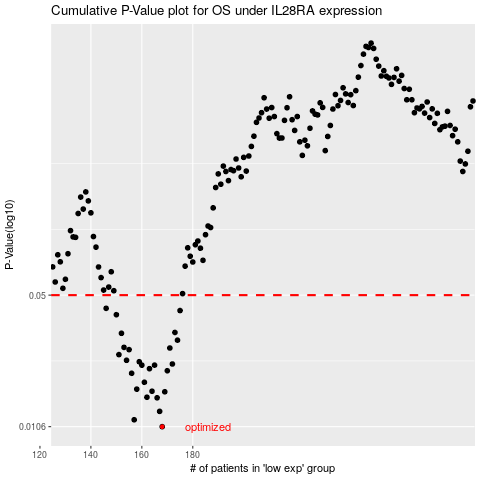 Cumulative P-Value plot for OS under IL28RA expression
P-Value(log10)
0.05
0.0106
optimized
120 140 160 180
# of patients in 'low exp' group